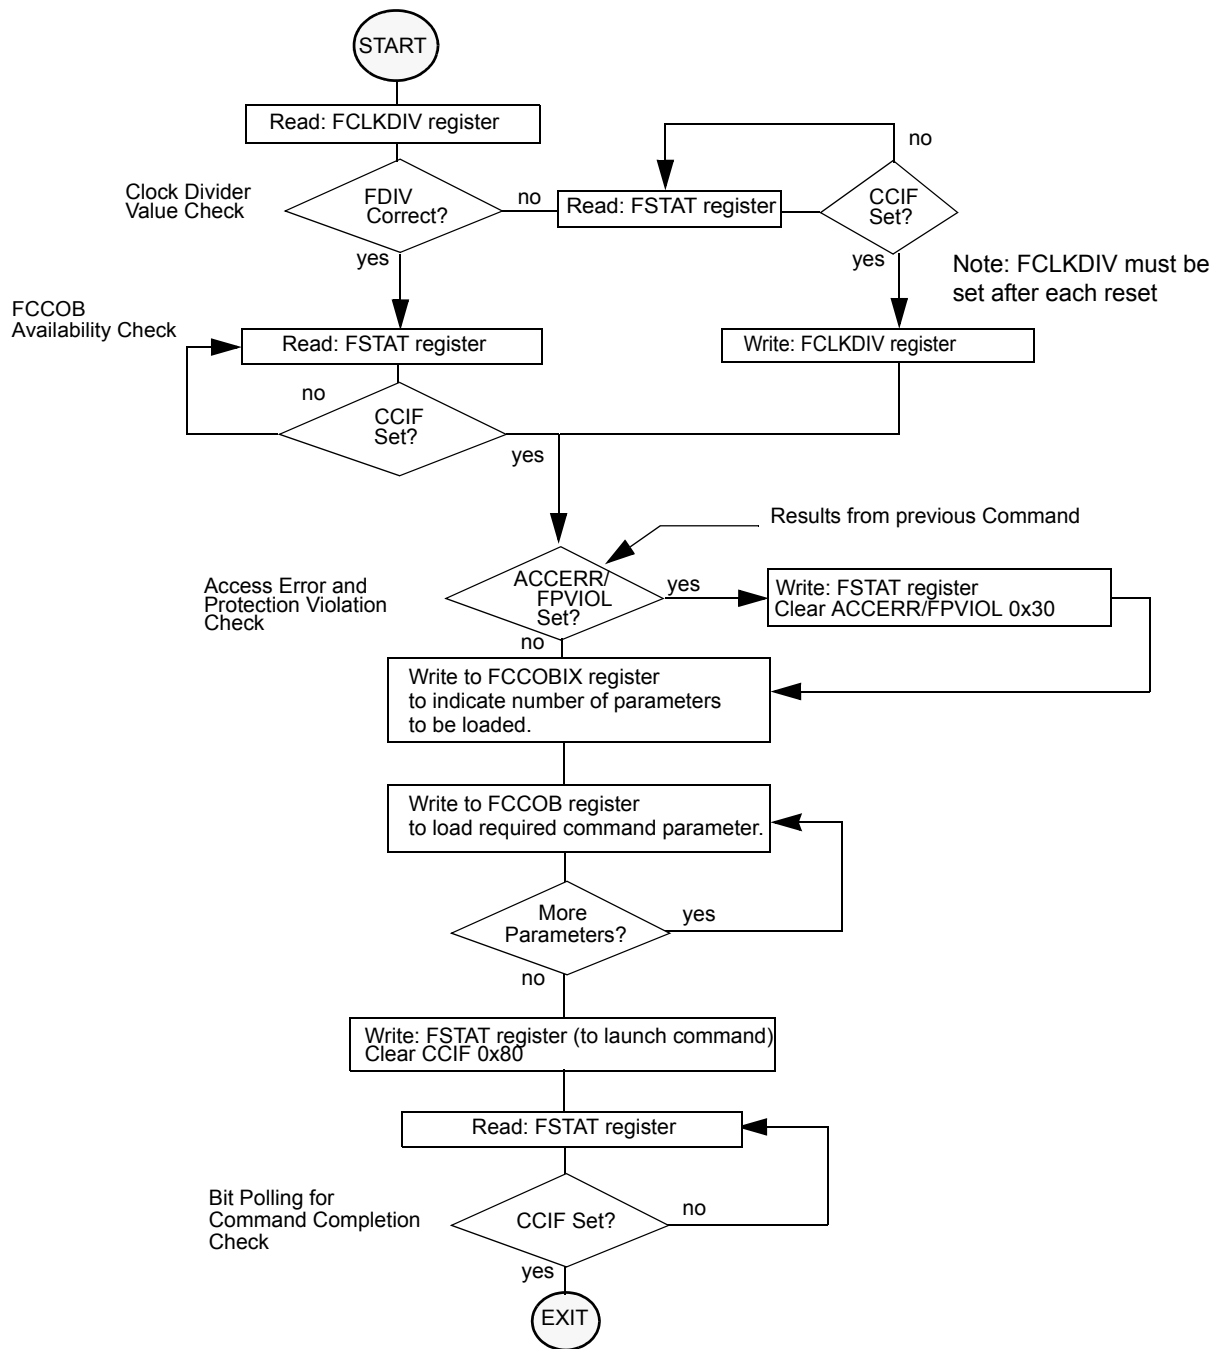 START
Read: FCLKDIV register
no
Clock Divider
Value Check
FDIV
Correct?
no
Read: FSTAT register
CCIF
Set?
yes
yes
Note: FCLKDIV must be
set after each reset
FCCOB
Availability Check
Read: FSTAT register
Write: FCLKDIV register
no
CCIF
Set?
yes
Results from previous Command
Access Error and
Protection Violation
Check
ACCERR/
FPVIOL
Set?
yes
Write: FSTAT register
Clear ACCERR/FPVIOL 0x30
no
Write to FCCOBIX register
to indicate number of parameters
to be loaded.
Write to FCCOB register
to load required command parameter.
More
Parameters?
yes
no
Write: FSTAT register (to launch command)
Clear CCIF 0x80
Read: FSTAT register
Bit Polling for
Command Completion
Check
CCIF Set?
no
yes
EXIT